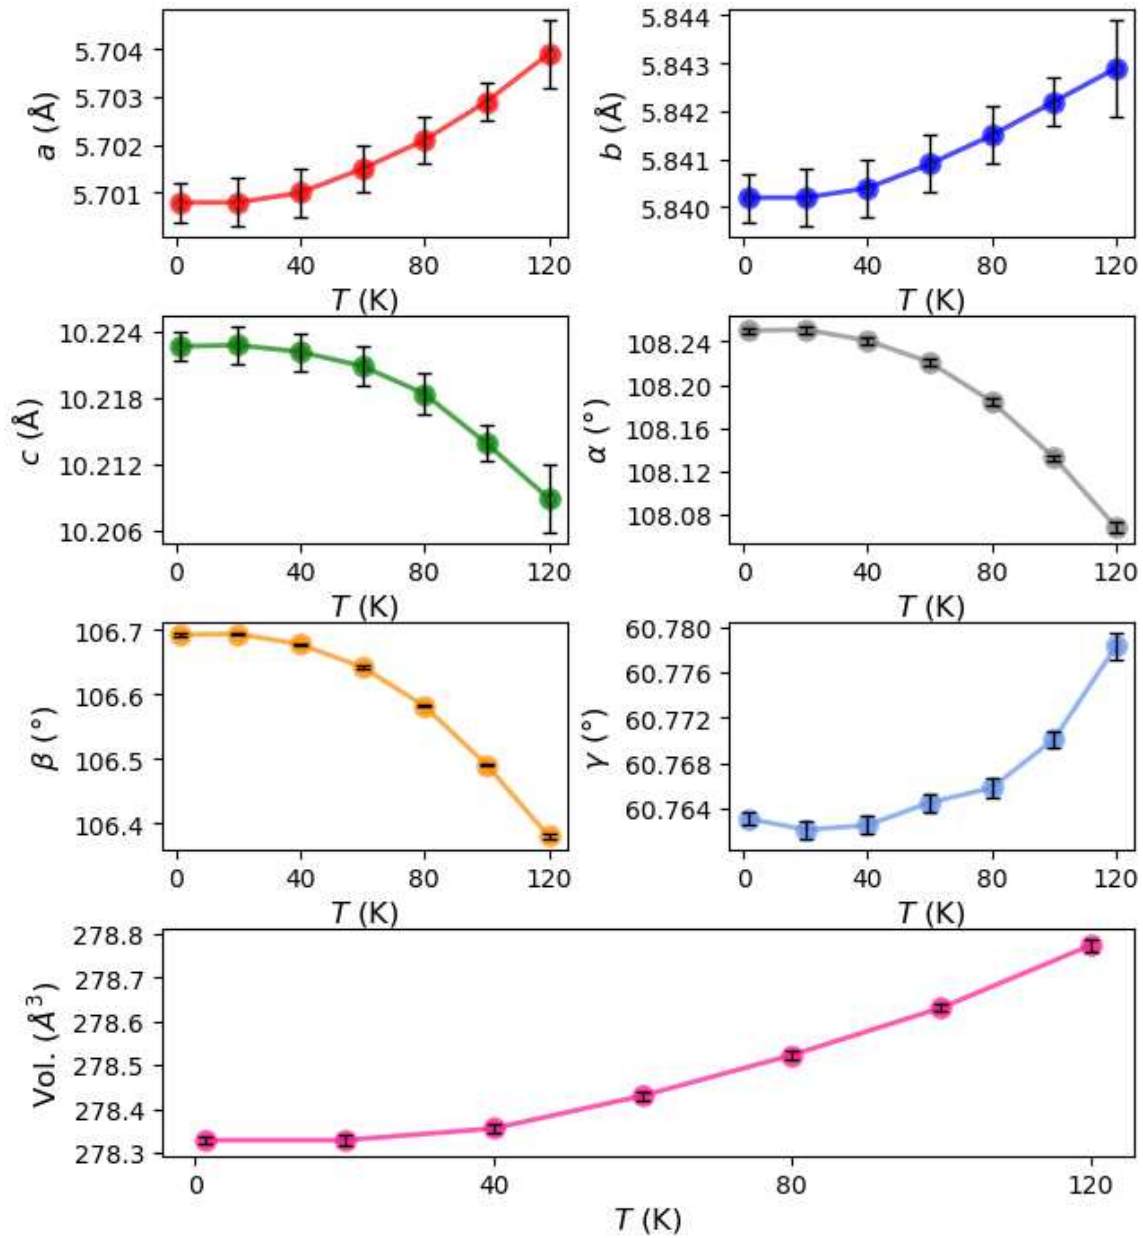 a (Å)
5.704
5.703
5.702
5.701
0 40 80 120
T (K)
b (Å)
5.844
5.843
5.842
5.841
5.840
0 40 80 120
T (K)
c (Å)
10.224
10.218
10.212
10.206
0 40 80 120
T (K)
α (°)
108.24
108.20
108.16
108.12
108.08
0 40 80 120
T (K)
β (°)
106.7
106.6
106.5
106.4
0 40 80 120
T (K)
γ (°)
60.780
60.776
60.772
60.768
60.764
0 40 80 120
T (K)
Vol. (Å³)
278.8
278.7
278.6
278.5
278.4
278.3
0 40 80 120
T (K)